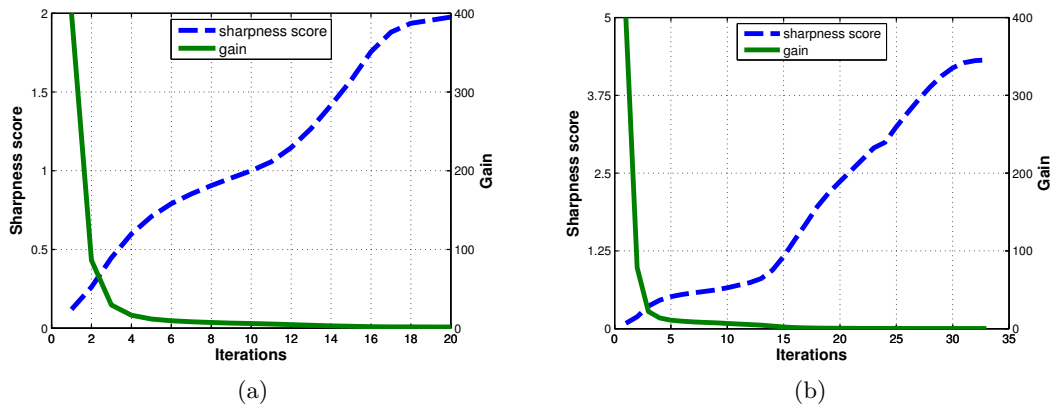 sharpness score
gain
2
1.5
1
0.5
0
400
300
200
100
0
0 2 4 6 8 10 12 14 16 18 20
Sharpness score
Gain
Iterations
(a)
sharpness score
gain
5
3.75
2.5
1.25
0
400
300
200
100
0
0 5 10 15 20 25 30 35
Sharpness score
Gain
Iterations
(b)